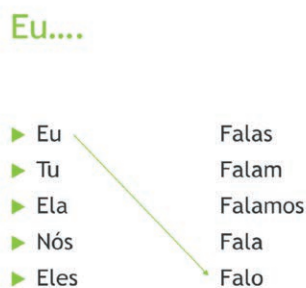 Eu....
Eu Falas
Tu Falam
Ela Falamos
Nós Fala
Eles Falo